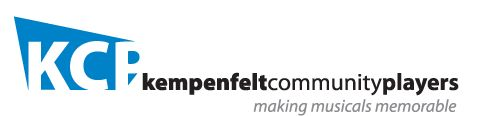 KCP
kempenfeltcommunityplayers
making musicals memorable